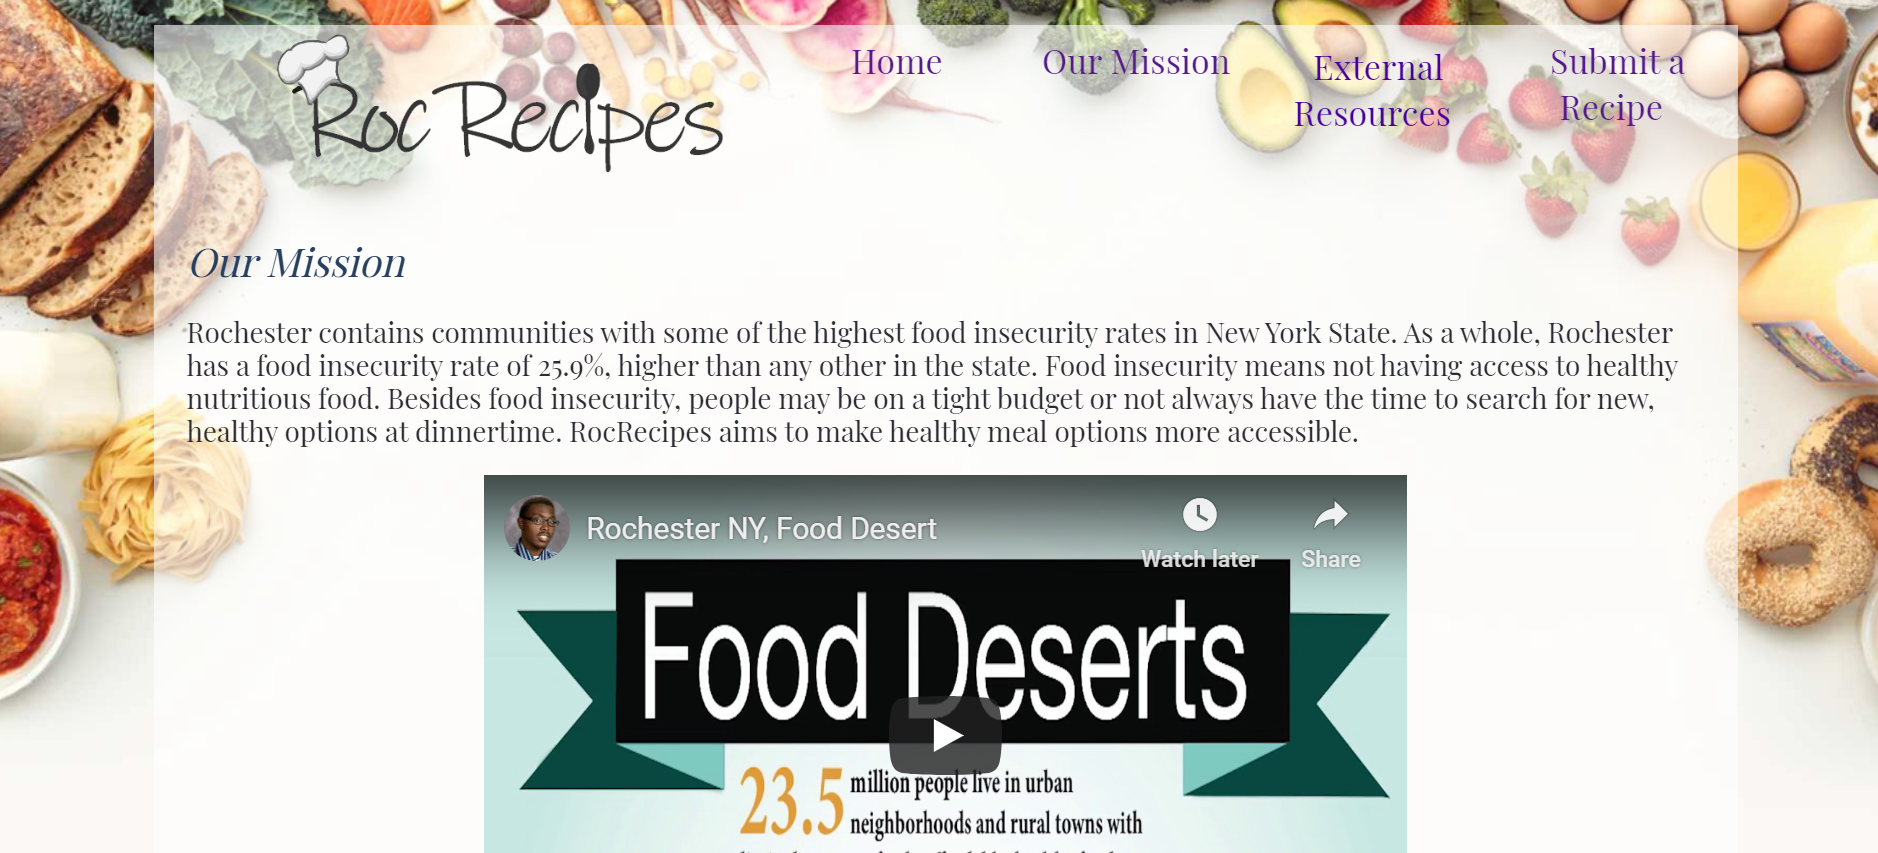 Roc Recipes
Home
Our Mission
External
Resources
Submit a
Recipe
Our Mission
Rochester contains communities with some of the highest food insecurity rates in New York State. As a whole, Rochester
has a food insecurity rate of 25.9%, higher than any other in the state. Food insecurity means not having access to healthy
nutritious food. Besides food insecurity, people may be on a tight budget or not always have the time to search for new,
healthy options at dinnertime. RocRecipes aims to make healthy meal options more accessible.
Rochester NY, Food Desert
Watch later
Share
Food Deserts
23.5 million people live in urban
neighborhoods and rural towns with